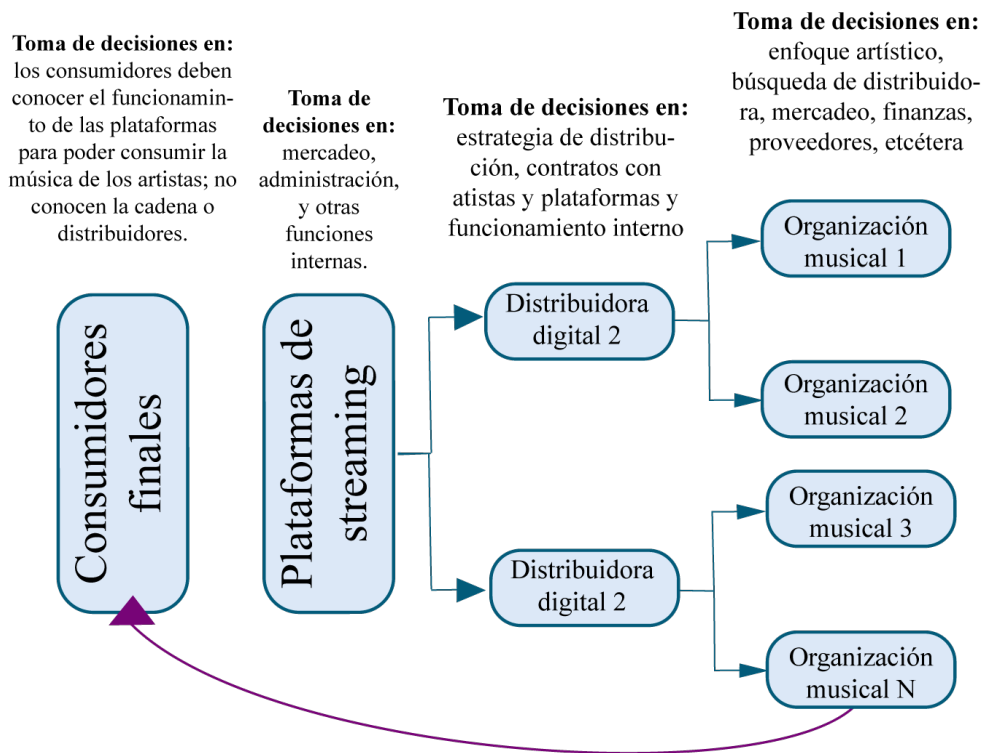 Toma de decisiones en:
los consumidores deben
conocer el funcionamin-
to de las plataformas
para poder consumir la
música de los artistas; no
conocen la cadena o
distribuidores.
Toma de
decisiones en:
mercadeo,
administración,
y otras
funciones
internas.
Toma de decisiones en:
estrategia de distribu-
ción, contratos con
atistas y plataformas y
funcionamiento interno
Toma de decisiones en:
enfoque artístico,
búsqueda de distribuido-
ra, mercadeo, finanzas,
proveedores, etcétera
Consumidores
finales
Plataformas de
streaming
Distribuidora
digital 2
Distribuidora
digital 2
Organización
musical 1
Organización
musical 2
Organización
musical 3
Organización
musical N